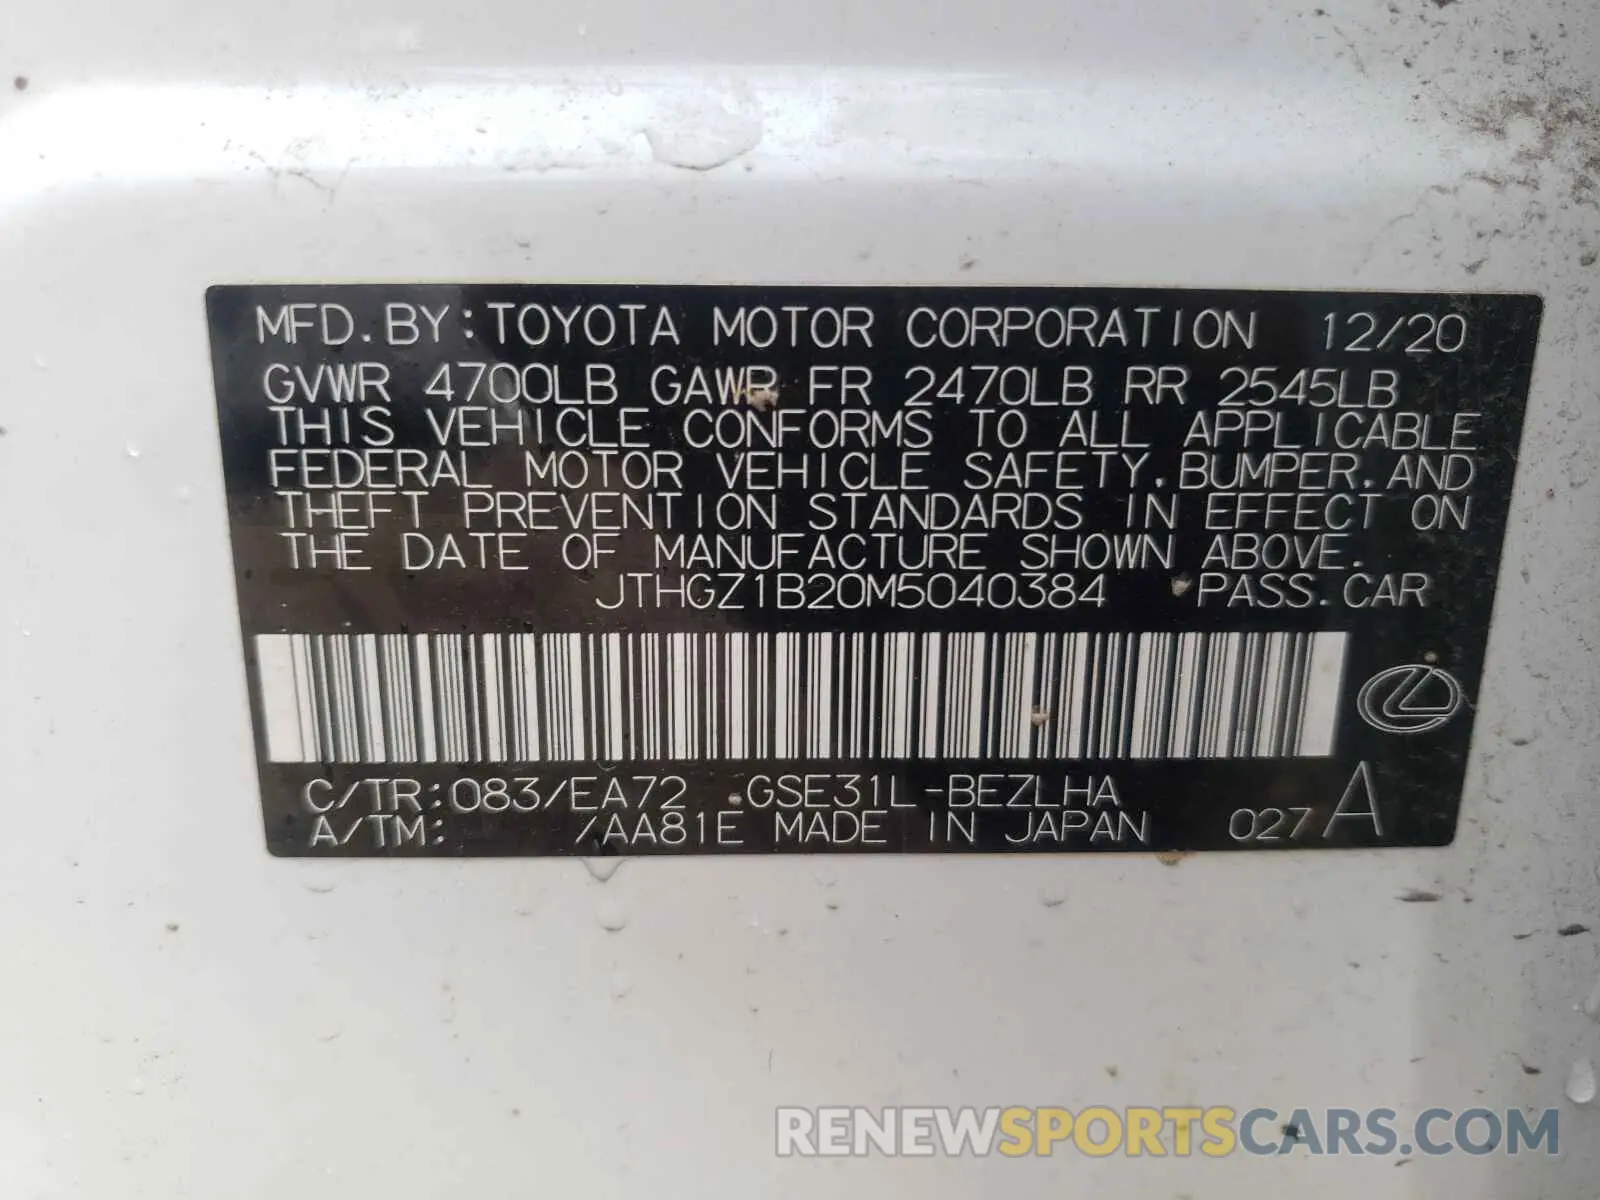 MFD. BY: TOYOTA MOTOR CORPORATION 12/20
GVWR 4700LB GAWR FR 2470LB RR 2545LB
THIS VEHICLE CONFORMS TO ALL APPLICABLE
FEDERAL MOTOR VEHICLE SAFETY, BUMPER, AND
THEFT PREVENTION STANDARDS IN EFFECT ON
THE DATE OF MANUFACTURE SHOWN ABOVE.
JTHGZ1B20M5040384 PASS. CAR
C/TR: 083/EA72 GSE31L-BEZLHA
A/TM: /AA81E MADE IN JAPAN 027A
RENEWSPORTSCARS.COM